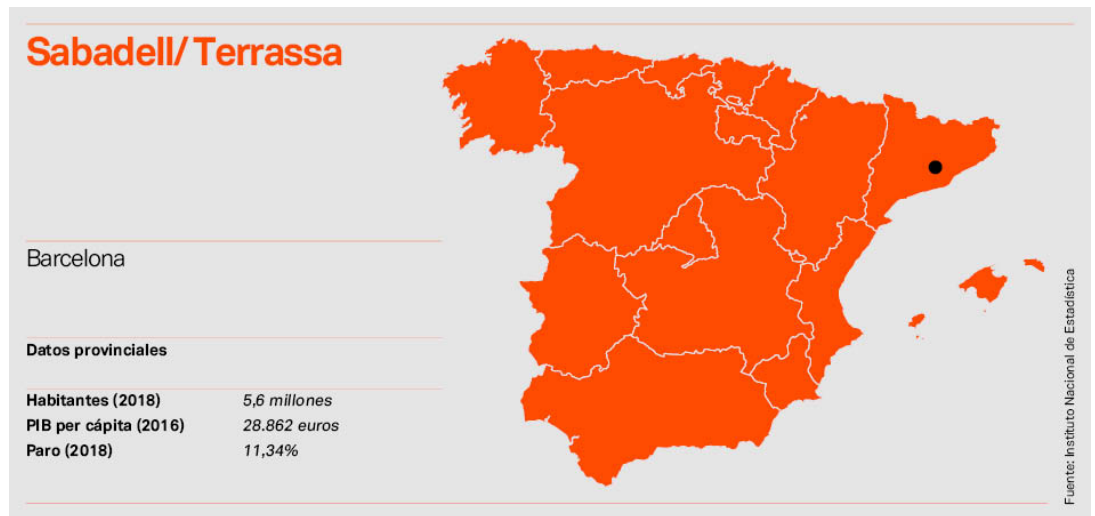 Sabadell/Terrassa
Barcelona
Datos provinciales
Habitantes (2018) 5,6 millones
PIB per cápita (2016) 28.862 euros
Paro (2018) 11,34%
Fuente: Instituto Nacional de Estadística